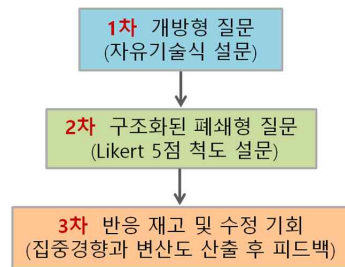 1차 개방형 질문
(자유기술식 설문)
2차 구조화된 폐쇄형 질문
(Likert 5점 척도 설문)
3차 반응 재고 및 수정 기회
(집중경향과 변산도 산출 후 피드백)